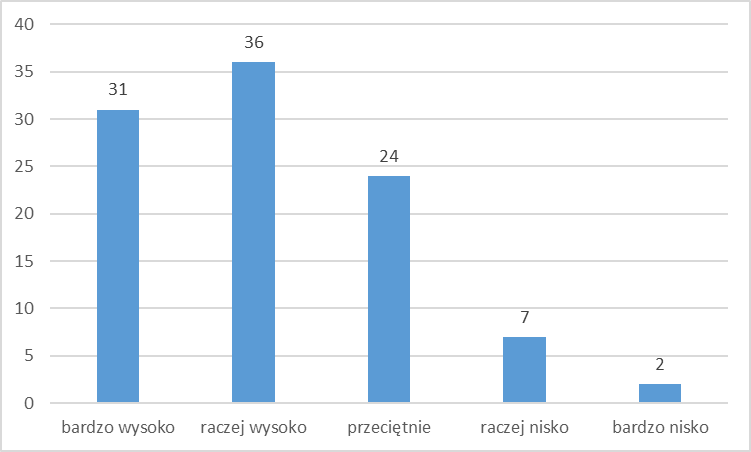 40
35
30
25
20
15
10
5
0
31
36
24
7
2
bardzo wysoko
raczej wysoko
przeciętnie
raczej nisko
bardzo nisko